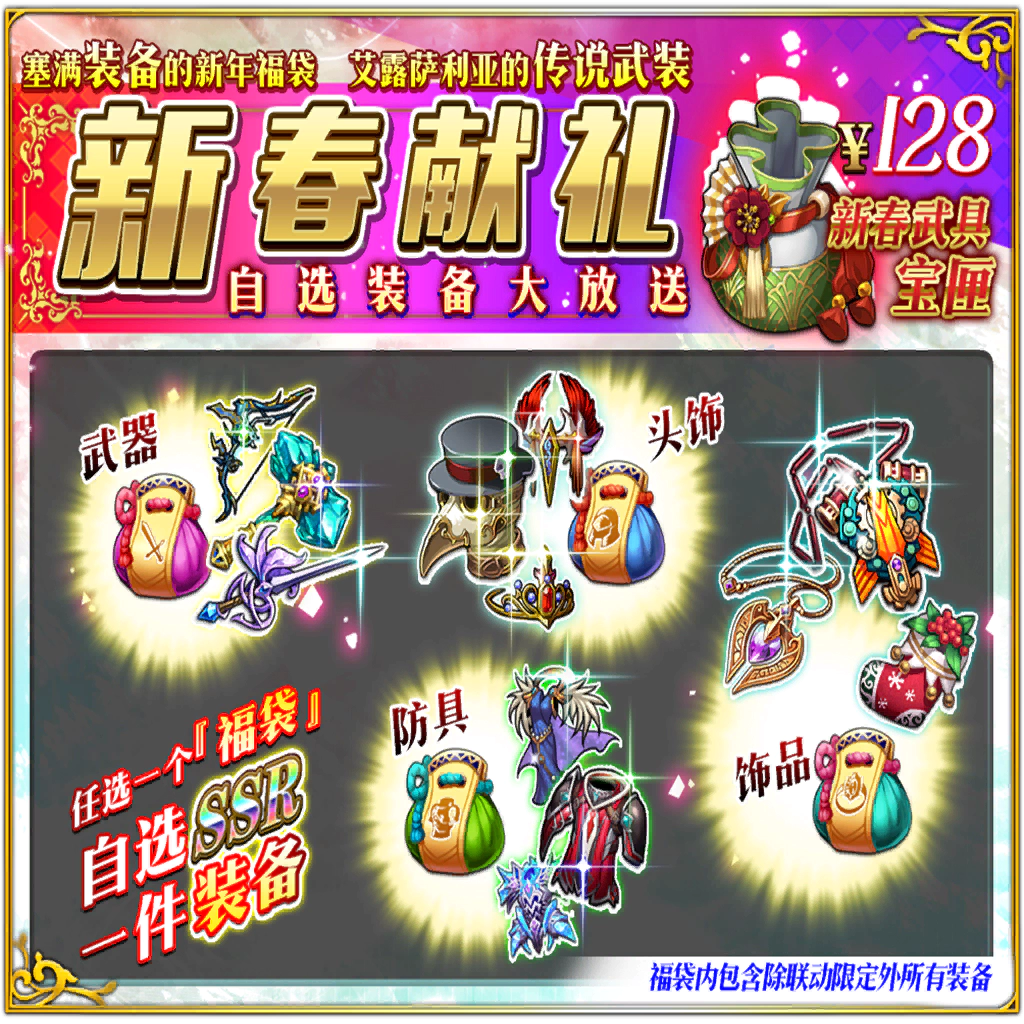 塞满装备的新年福袋 艾露萨利亚的传说武装
新春献礼
自选装备大放送
¥128
新春武具
宝匣
武器
头饰
防具
饰品
任选一个『福袋』
自选SSR
一件装备
福袋内包含除联动限定外所有装备